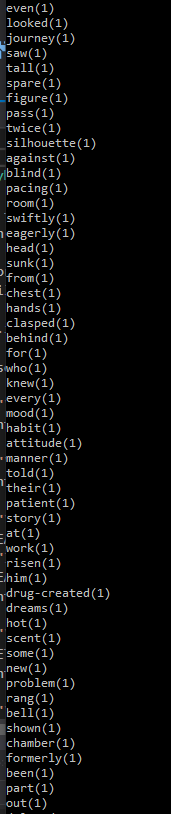 even(1)
looked(1)
journey(1)
saw(1)
tall(1)
spare(1)
figure(1)
pass(1)
twice(1)
silhouette(1)
against(1)
blind(1)
pacing(1)
room(1)
swiftly(1)
eagerly(1)
head(1)
sunk(1)
from(1)
chest(1)
hands(1)
clasped(1)
behind(1)
for(1)
who(1)
knew(1)
every(1)
mood(1)
habit(1)
attitude(1)
manner(1)
told(1)
their(1)
patient(1)
story(1)
at(1)
work(1)
risen(1)
him(1)
drug-created(1)
dreams(1)
hot(1)
scent(1)
some(1)
new(1)
problem(1)
rang(1)
bell(1)
shown(1)
chamber(1)
formerly(1)
been(1)
part(1)
out(1)